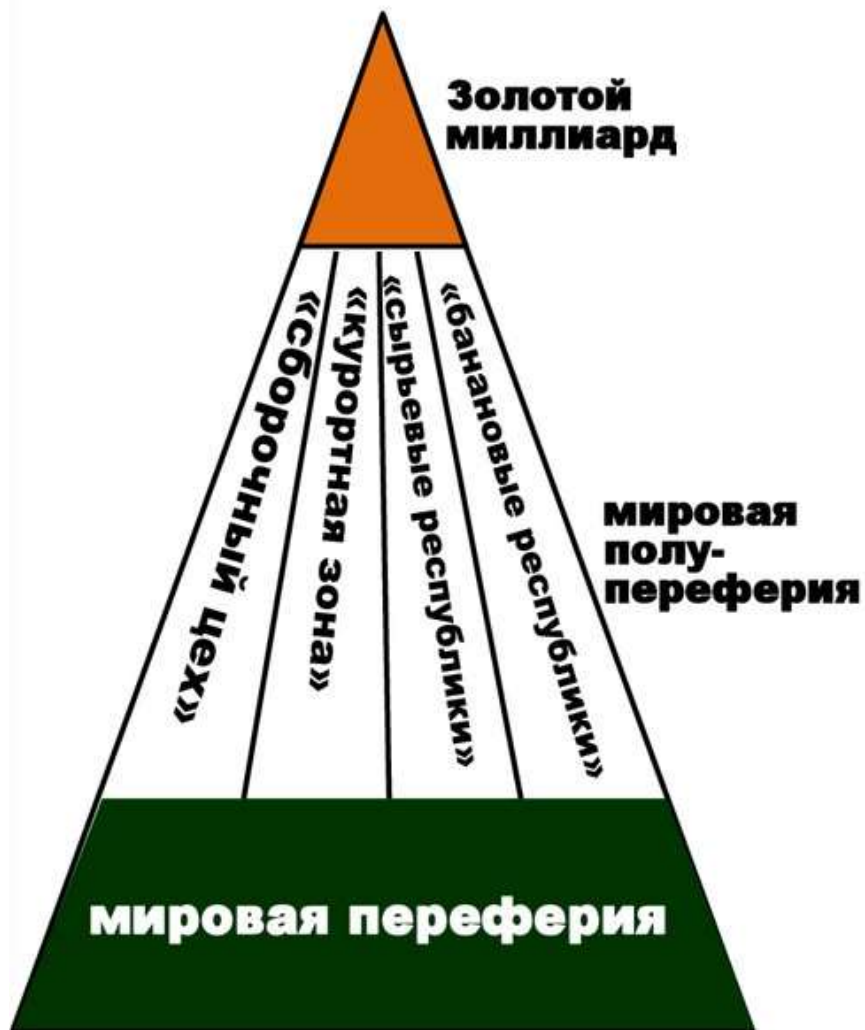 Золотой
миллиард
«сборочный цех»
«курортная зона»
«сырьевые республики»
«банановые республики»
мировая
полу-
переферия
мировая переферия